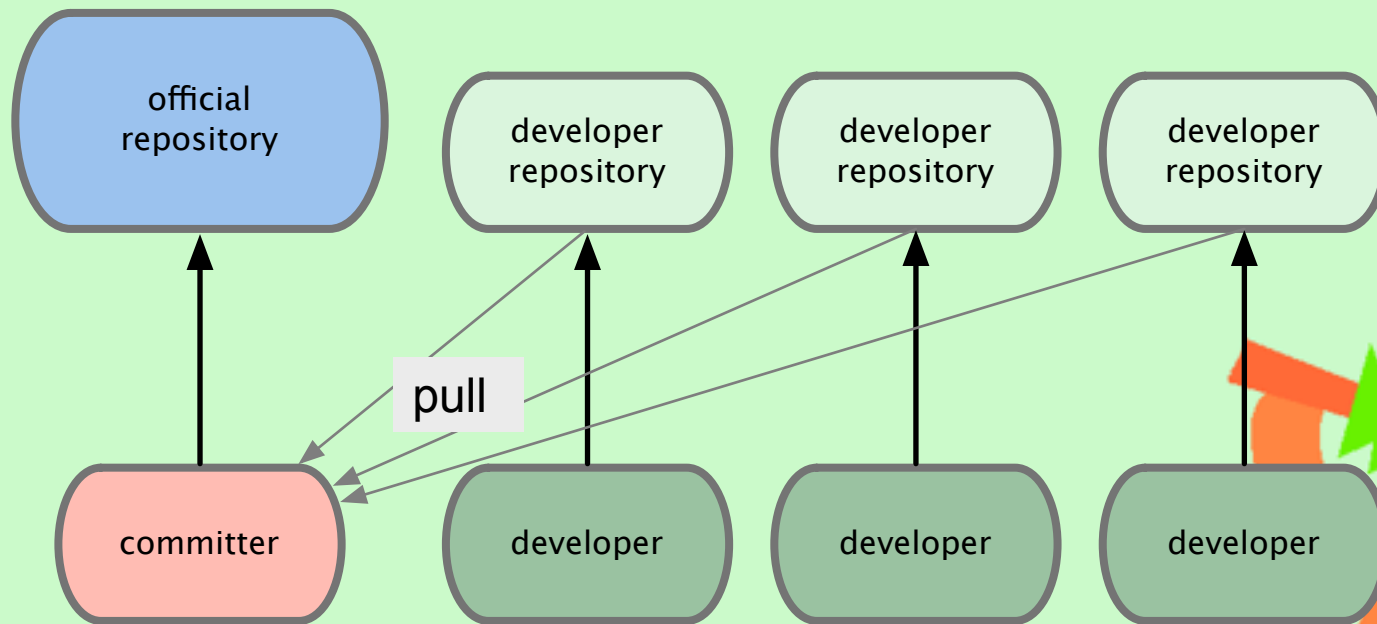 official
repository
developer
repository
developer
repository
developer
repository
pull
committer
developer
developer
developer